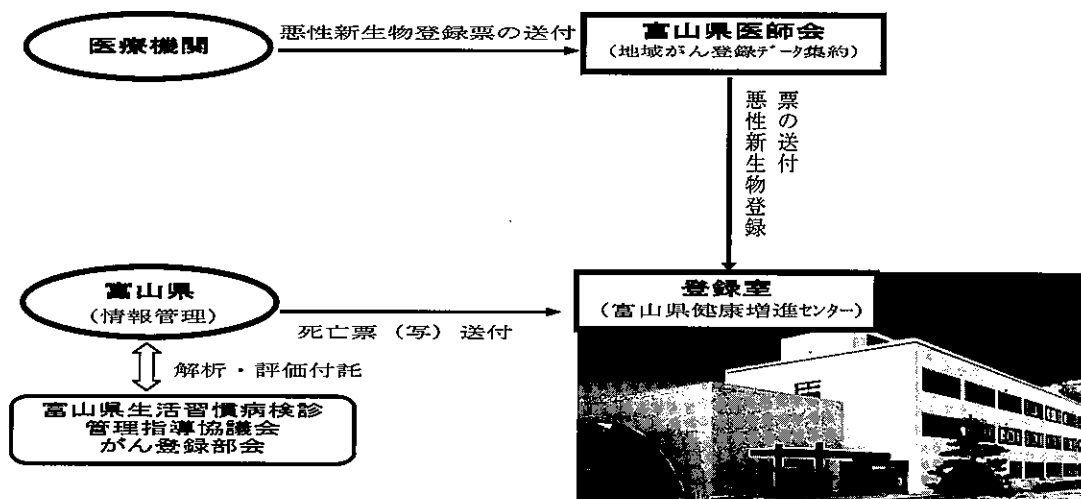 医療機関
悪性新生物登録票の送付
富山県医師会
（地域がん登録ﾃﾞｰﾀ集約）
悪性新生物登録
票の送付
富山県
（情報管理）
死亡票（写）送付
登録室
（富山県健康増進ｾﾝﾀｰ）
解析・評価付託
富山県生活習慣病検診
管理指導協議会
がん登録部会